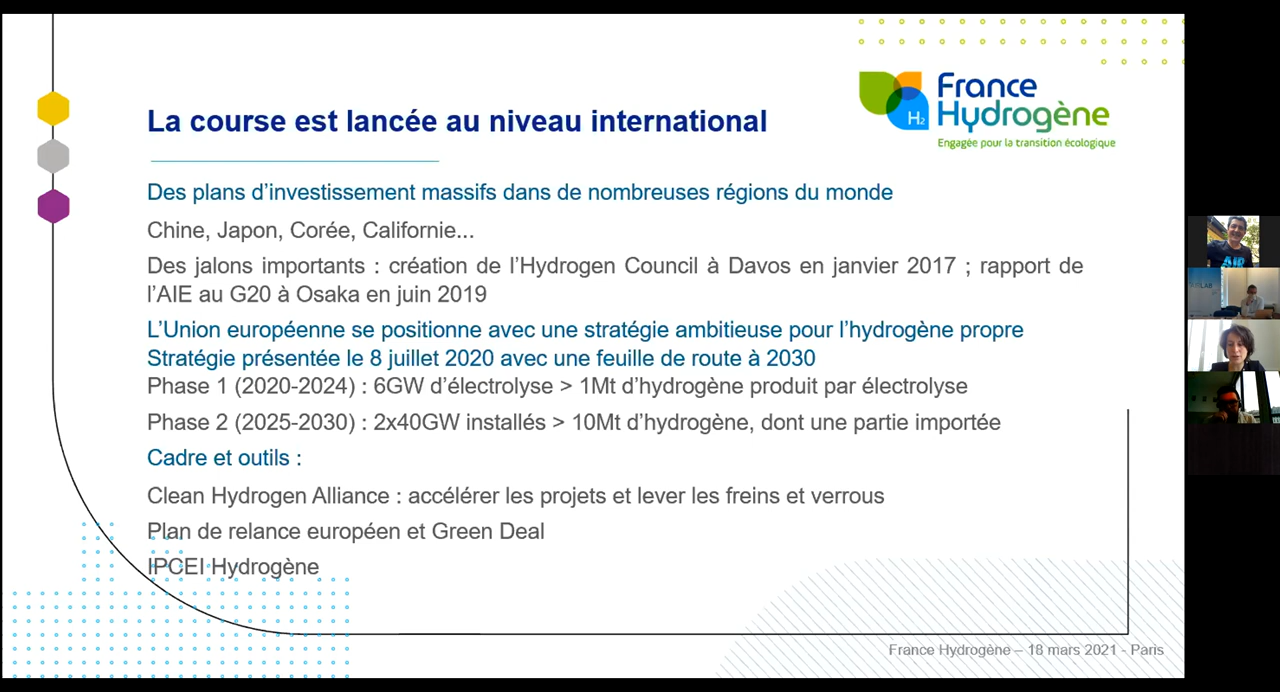 France
Hydrogène
H2
Engagée pour la transition écologique
La course est lancée au niveau international
Des plans d’investissement massifs dans de nombreuses régions du monde
Chine, Japon, Corée, Californie...
Des jalons importants : création de l’Hydrogen Council à Davos en janvier 2017 ; rapport de
l’AIE au G20 à Osaka en juin 2019
L’Union européenne se positionne avec une stratégie ambitieuse pour l’hydrogène propre
Stratégie présentée le 8 juillet 2020 avec une feuille de route à 2030
Phase 1 (2020-2024) : 6GW d’électrolyse > 1Mt d’hydrogène produit par électrolyse
Phase 2 (2025-2030) : 2x40GW installés > 10Mt d’hydrogène, dont une partie importée
Cadre et outils :
Clean Hydrogen Alliance : accélérer les projets et lever les freins et verrous
Plan de relance européen et Green Deal
IPCEI Hydrogène
France Hydrogène – 18 mars 2021 - Paris
AIR